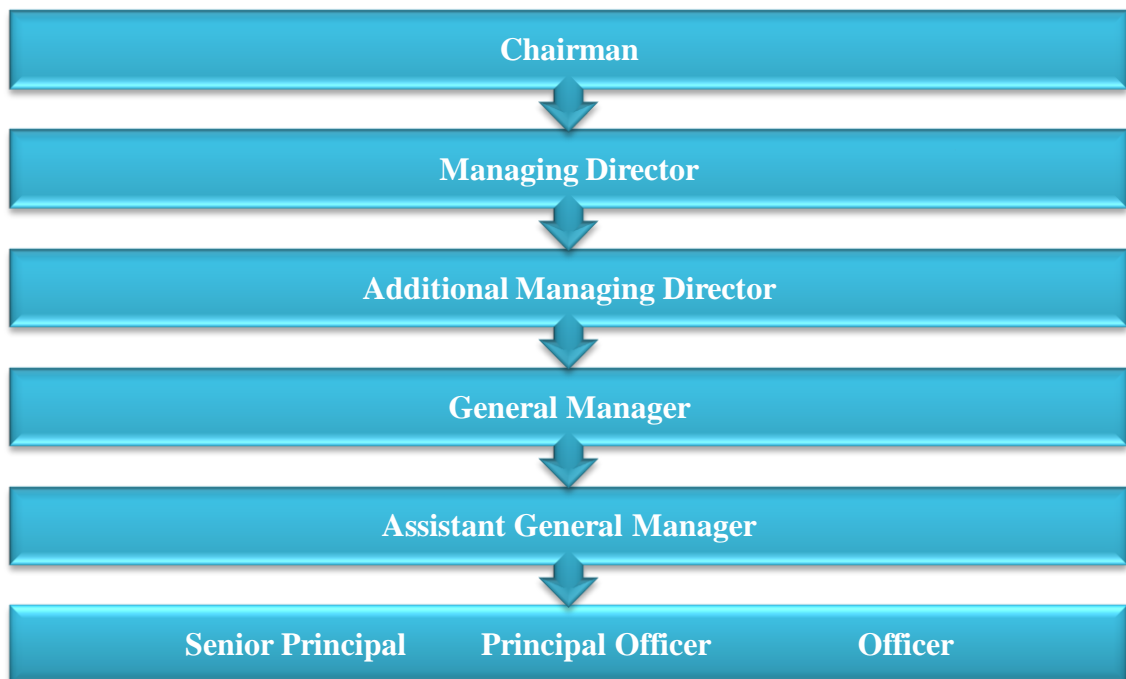 Chairman
Managing Director
Additional Managing Director
General Manager
Assistant General Manager
Senior Principal Principal Officer Officer